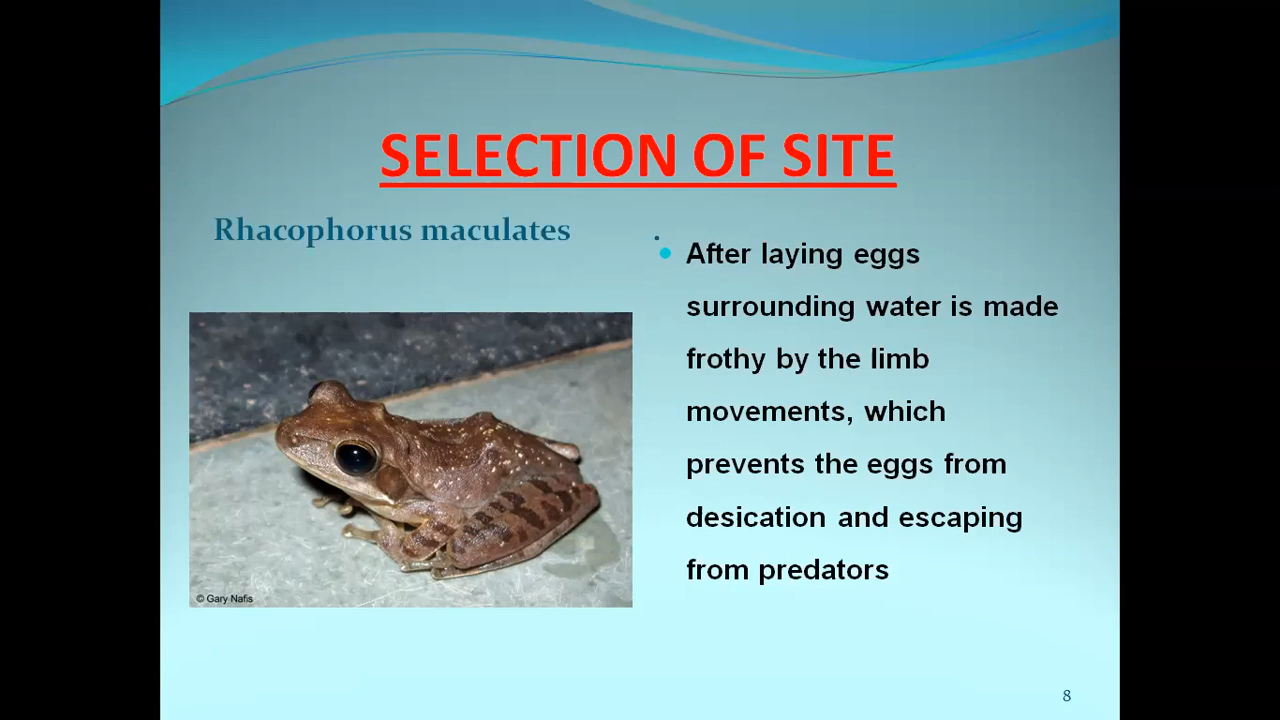 SELECTION OF SITE
Rhacophorus maculates
.
• After laying eggs
surrounding water is made
frothy by the limb
movements, which
prevents the eggs from
desication and escaping
from predators
© Gary Nafis
8